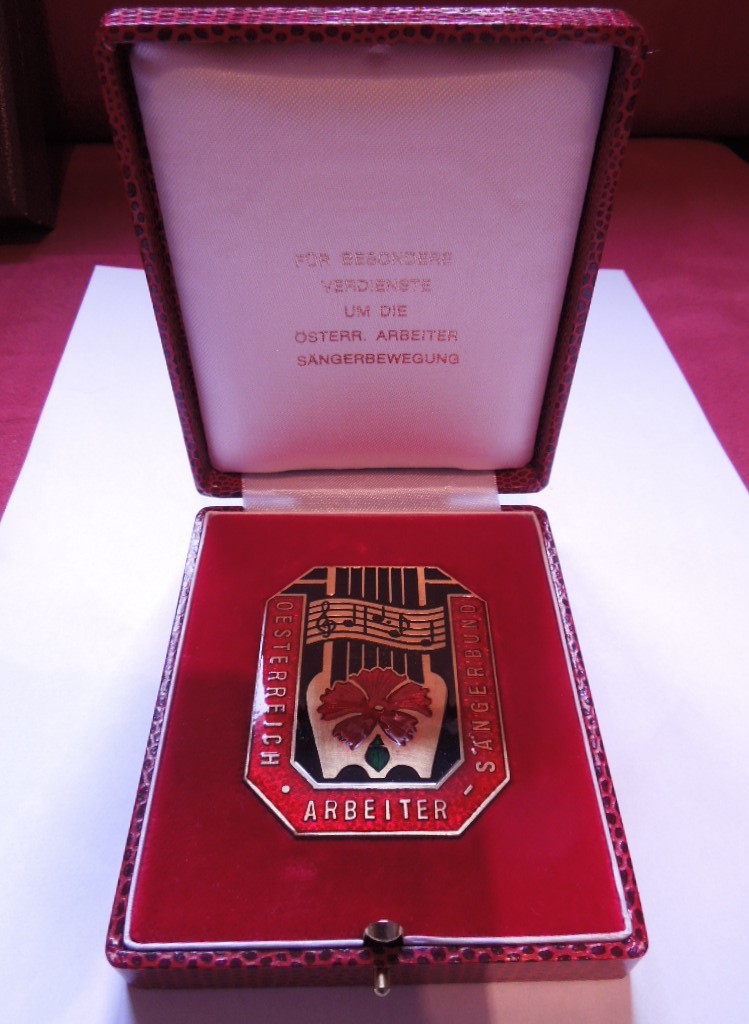 FÜR BESONDERE
VERDIENSTE
UM DIE
ÖSTERR. ARBEITER
SÄNGERBEWEGUNG
OESTERREICH • ARBEITER - SÄNGERBUND